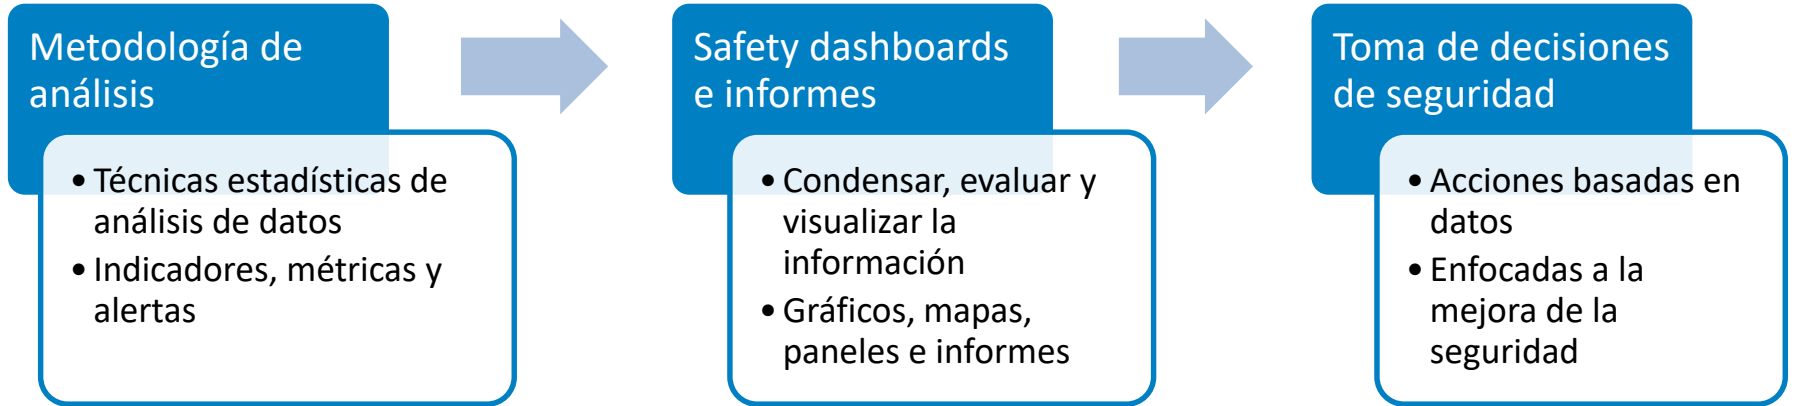 Metodología de
análisis
• Técnicas estadísticas de
análisis de datos
• Indicadores, métricas y
alertas
Safety dashboards
e informes
• Condensar, evaluar y
visualizar la
información
• Gráficos, mapas,
paneles e informes
Toma de decisiones
de seguridad
• Acciones basadas en
datos
• Enfocadas a la
mejora de la
seguridad